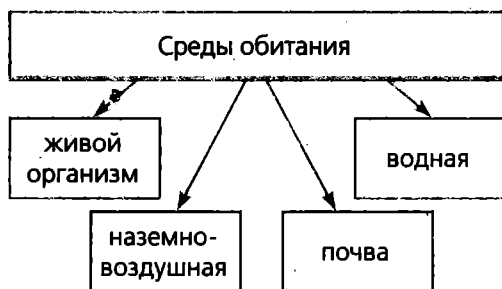 Среды обитания
живой
организм
водная
наземно-
воздушная
почва